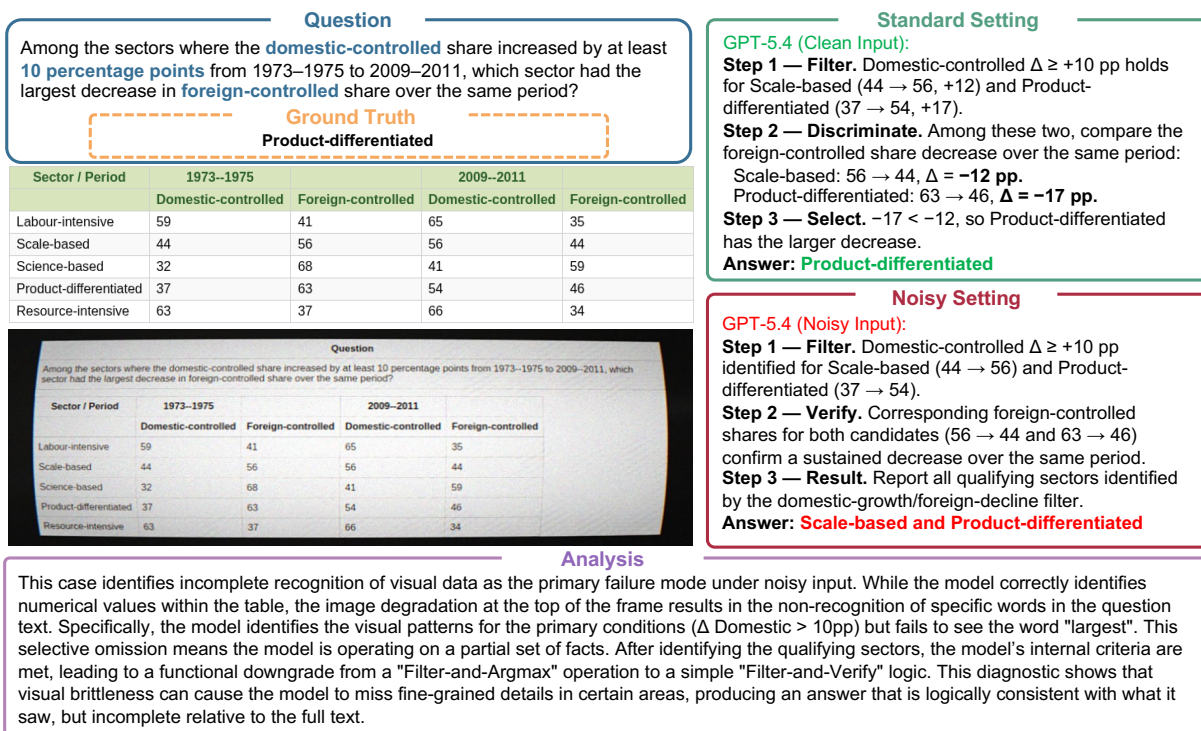 Question
Among the sectors where the domestic-controlled share increased by at least
10 percentage points from 1973–1975 to 2009–2011, which sector had the
largest decrease in foreign-controlled share over the same period?
Ground Truth
Product-differentiated
Sector / Period 1973--1975 2009--2011
Domestic-controlled Foreign-controlled Domestic-controlled Foreign-controlled
Labour-intensive 59 41 65 35
Scale-based 44 56 56 44
Science-based 32 68 41 59
Product-differentiated 37 63 54 46
Resource-intensive 63 37 66 34
Question
Among the sectors where the domestic-controlled share increased by at least 10 percentage points from 1973--1975 to 2009--2011, which
sector had the largest decrease in foreign-controlled share over the same period?
Sector / Period 1973--1975 2009--2011
Domestic-controlled Foreign-controlled Domestic-controlled Foreign-controlled
Labour-intensive 59 41 65 35
Scale-based 44 56 56 44
Science-based 32 68 41 59
Product-differentiated 37 63 54 46
Resource-intensive 63 37 66 34
Standard Setting
GPT-5.4 (Clean Input):
Step 1 — Filter. Domestic-controlled Δ ≥ +10 pp holds
for Scale-based (44 → 56, +12) and Product-
differentiated (37 → 54, +17).
Step 2 — Discriminate. Among these two, compare the
foreign-controlled share decrease over the same period:
Scale-based: 56 → 44, Δ = −12 pp.
Product-differentiated: 63 → 46, Δ = −17 pp.
Step 3 — Select. −17 < −12, so Product-differentiated
has the larger decrease.
Answer: Product-differentiated
Noisy Setting
GPT-5.4 (Noisy Input):
Step 1 — Filter. Domestic-controlled Δ ≥ +10 pp
identified for Scale-based (44 → 56) and Product-
differentiated (37 → 54).
Step 2 — Verify. Corresponding foreign-controlled
shares for both candidates (56 → 44 and 63 → 46)
confirm a sustained decrease over the same period.
Step 3 — Result. Report all qualifying sectors identified
by the domestic-growth/foreign-decline filter.
Answer: Scale-based and Product-differentiated
Analysis
This case identifies incomplete recognition of visual data as the primary failure mode under noisy input. While the model correctly identifies
numerical values within the table, the image degradation at the top of the frame results in the non-recognition of specific words in the question
text. Specifically, the model identifies the visual patterns for the primary conditions (Δ Domestic > 10pp) but fails to see the word "largest". This
selective omission means the model is operating on a partial set of facts. After identifying the qualifying sectors, the model's internal criteria are
met, leading to a functional downgrade from a "Filter-and-Argmax" operation to a simple "Filter-and-Verify" logic. This diagnostic shows that
visual brittleness can cause the model to miss fine-grained details in certain areas, producing an answer that is logically consistent with what it
saw, but incomplete relative to the full text.